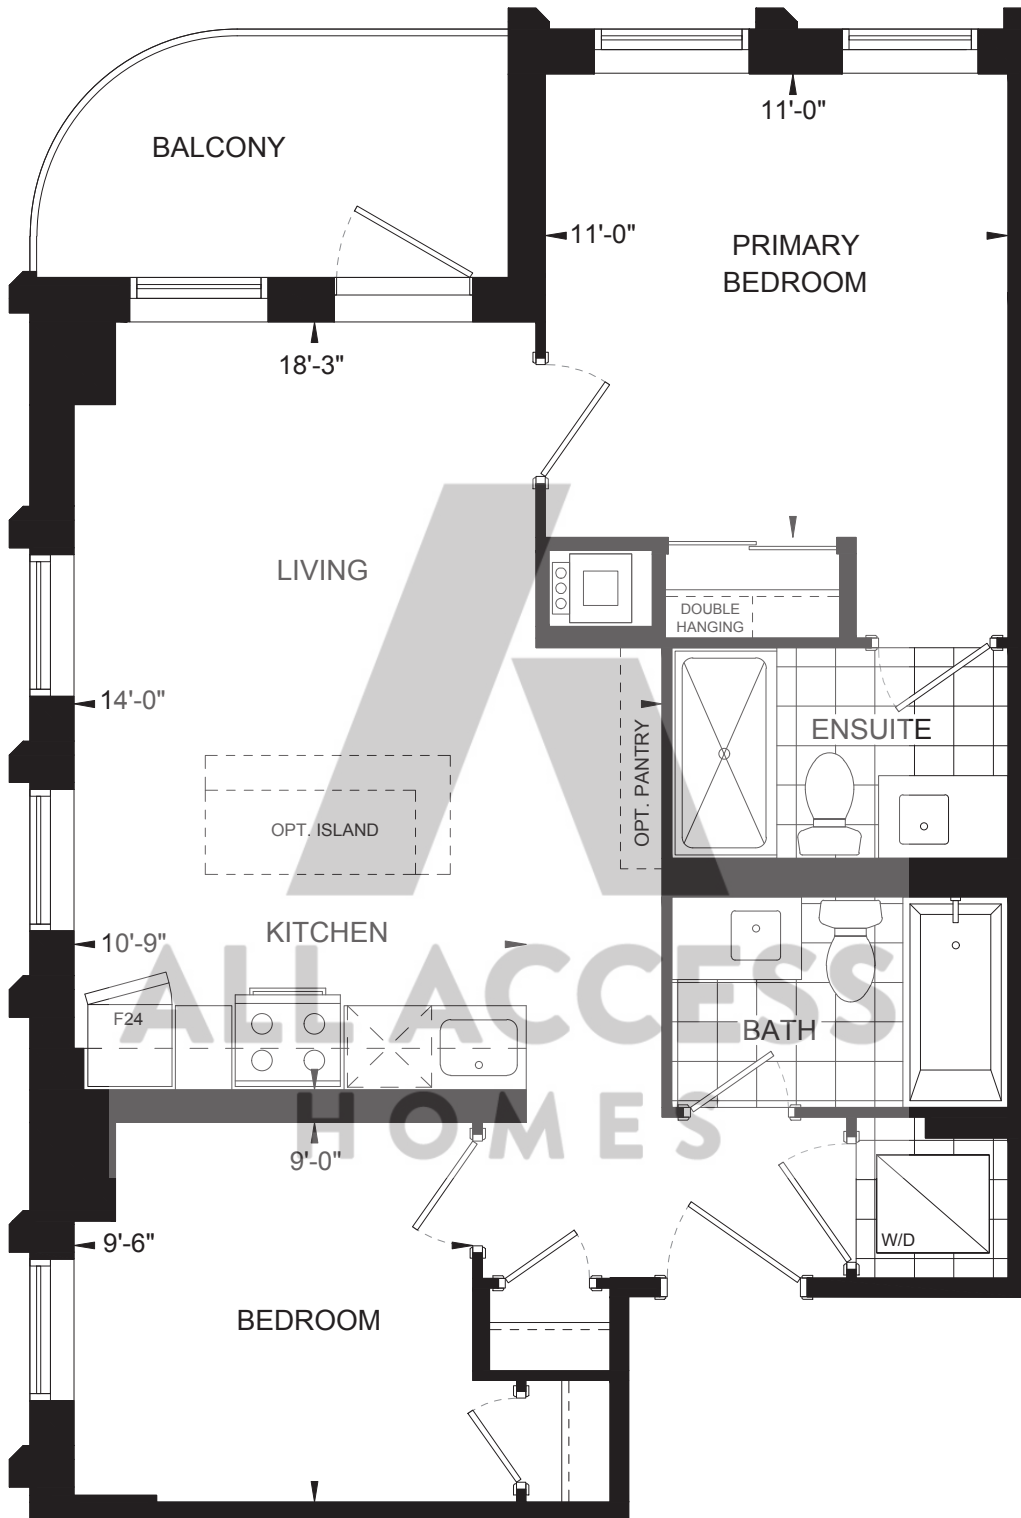 BALCONY
11'-0"
11'-0"
PRIMARY
BEDROOM
18'-3"
LIVING
DOUBLE
HANGING
14'-0"
OPT. PANTRY
ENSUITE
OPT. ISLAND
10'-9"
KITCHEN
ALL ACCESS
HOMES
F24
BATH
9'-0"
9'-6"
W/D
BEDROOM